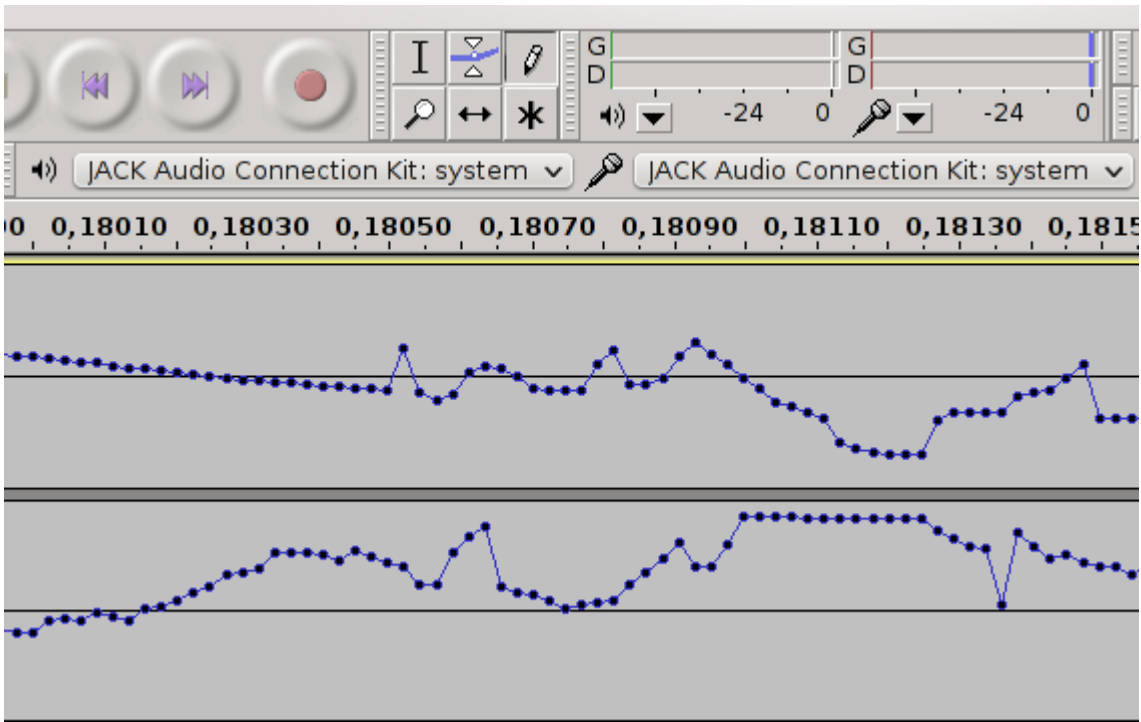 G G
D D
-24 0 -24 0
JACK Audio Connection Kit: system JACK Audio Connection Kit: system
0,18010 0,18030 0,18050 0,18070 0,18090 0,18110 0,18130